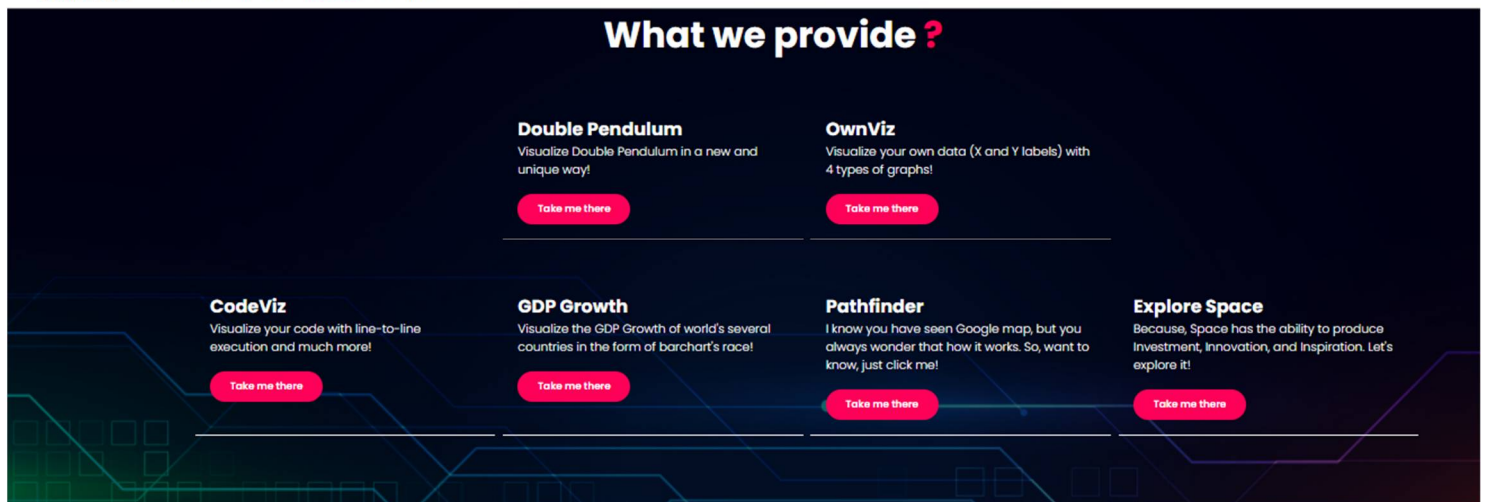 What we provide ?
Double Pendulum
Visualize Double Pendulum in a new and
unique way!
Take me there
OwnViz
Visualize your own data (X and Y labels) with
4 types of graphs!
Take me there
CodeViz
Visualize your code with line-to-line
execution and much more!
Take me there
GDP Growth
Visualize the GDP Growth of world's several
countries in the form of barchart's race!
Take me there
Pathfinder
I know you have seen Google map, but you
always wonder that how it works. So, want to
know, just click me!
Take me there
Explore Space
Because, Space has the ability to produce
Investment, Innovation, and Inspiration. Let's
explore it!
Take me there